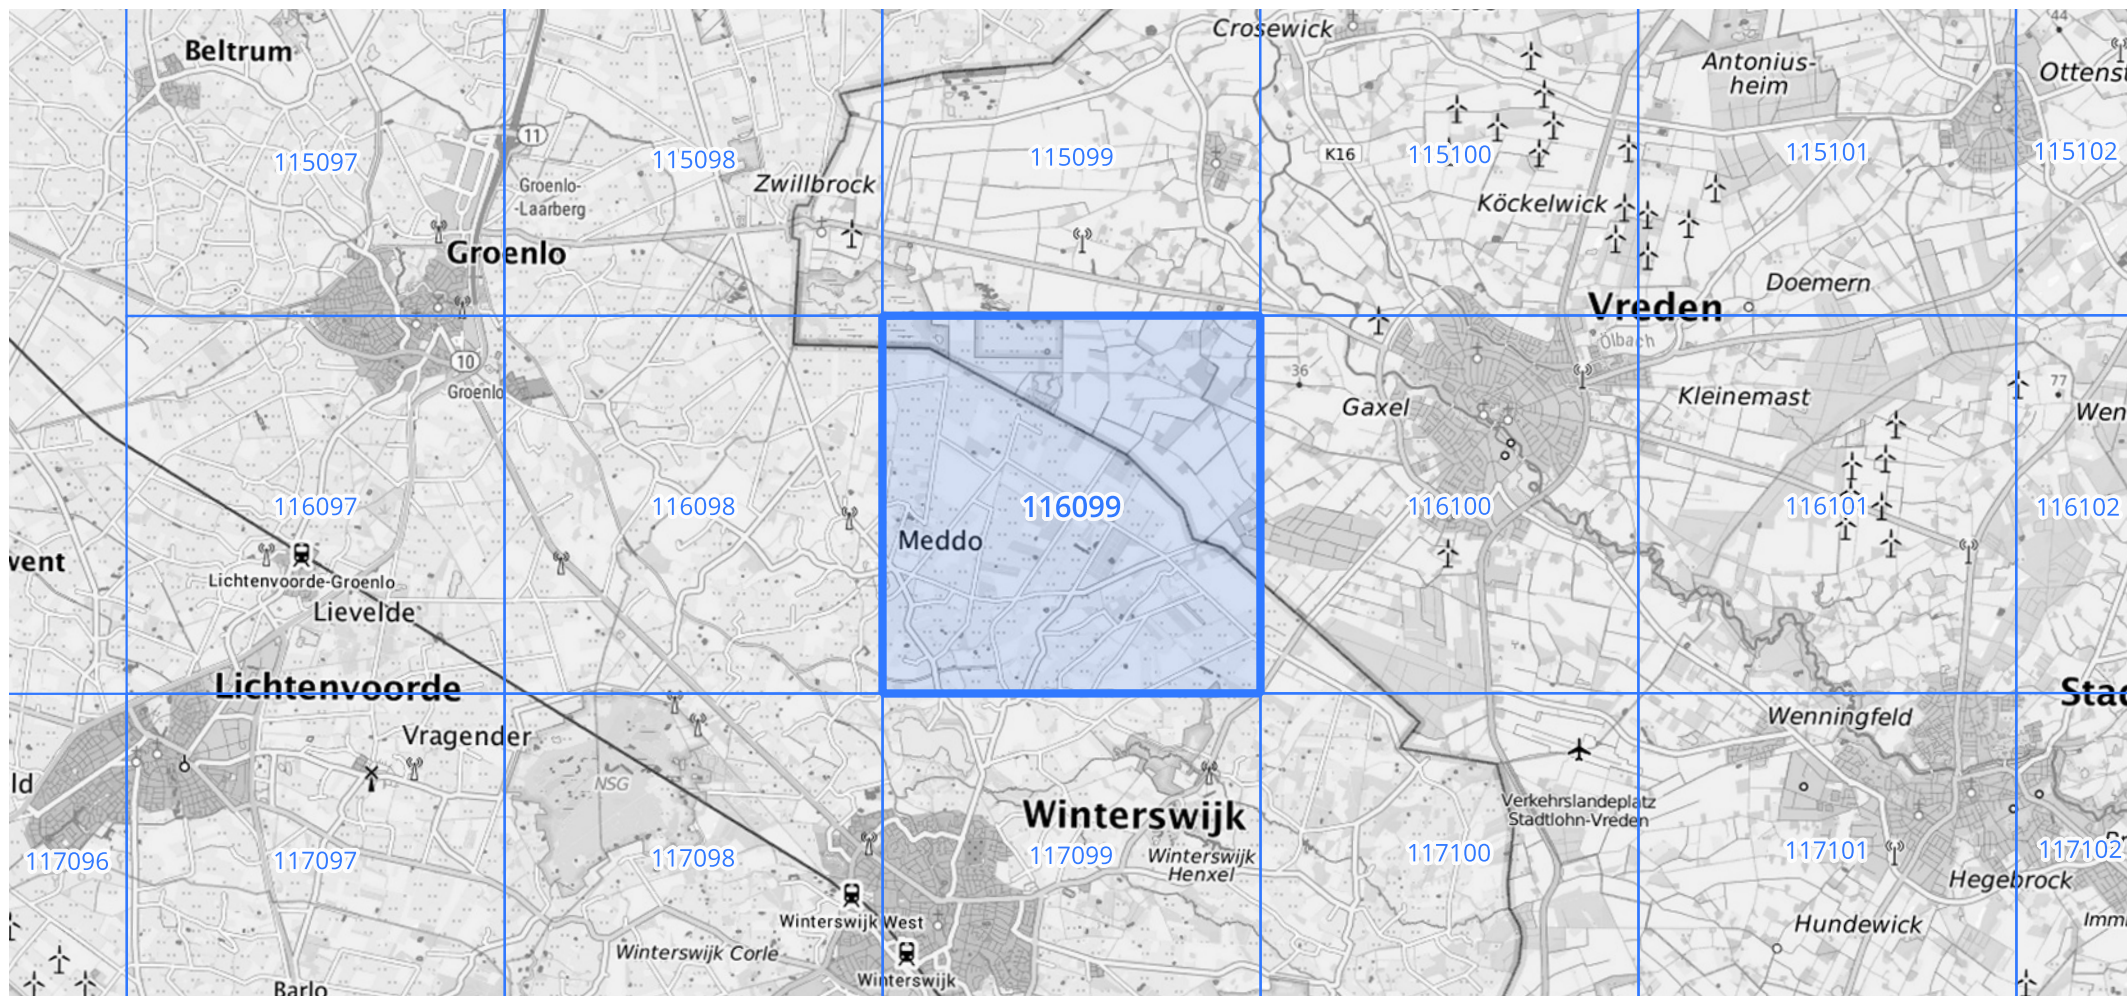 Crosewick
44
Beltrum
Antonius-
heim
Ottenst
11
K16
115097
115098
115099
115100
115101
115102
Groenlo-
-Laarberg
Zwillbrock
Köckelwick
Groenlo
Doemern
Vreden
Ölbach
10
Groenlo
36
77
Gaxel
Kleinemast
Wen
116097
116098
116099
116100
116101
116102
Meddo
vent
Lichtenvoorde-Groenlo
Lievelde
Lichtenvoorde
Stad
Vragender
Wenningfeld
NSG
ld
Winterswijk
Verkehrslandeplatz
Stadtlohn-Vreden
117096
117097
117098
117099
117100
117101
117102
Winterswijk
Henxel
Hegebrock
Winterswijk West
Hundewick
Imm
Winterswijk Corle
Winterswijk
Barlo